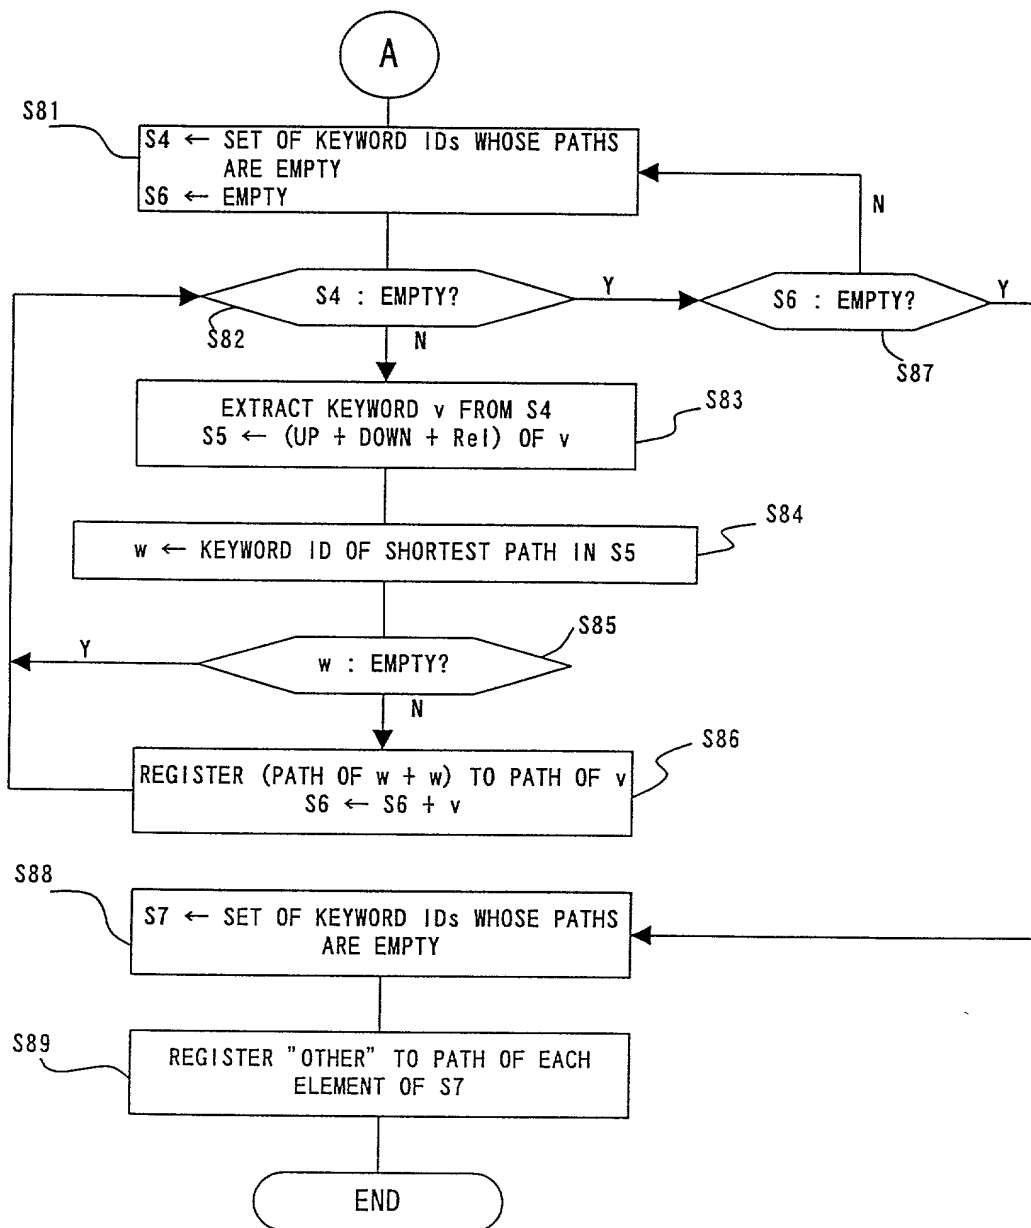 A
S81
S4 ← SET OF KEYWORD IDs WHOSE PATHS
ARE EMPTY
S6 ← EMPTY
N
S4 : EMPTY?
Y
S6 : EMPTY?
Y
S82
N
S87
EXTRACT KEYWORD v FROM S4
S5 ← (UP + DOWN + Rel) OF v
S83
S84
w ← KEYWORD ID OF SHORTEST PATH IN S5
S85
Y
w : EMPTY?
N
S86
REGISTER (PATH OF w + w) TO PATH OF v
S6 ← S6 + v
S88
S7 ← SET OF KEYWORD IDs WHOSE PATHS
ARE EMPTY
S89
REGISTER "OTHER" TO PATH OF EACH
ELEMENT OF S7
END